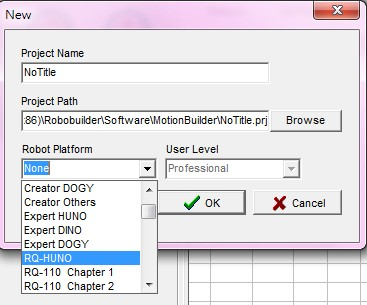 New
Project Name
NoTitle
Project Path
:86)\Robobuilder\Software\MotionBuilder\NoTitle.prj
Browse
Robot Platform
User Level
None
Professional
Creator DOGY
Creator Others
Expert HUNO
Expert DINO
Expert DOGY
RQ-HUNO
RQ-110 Chapter 1
RQ-110 Chapter 2
OK
Cancel